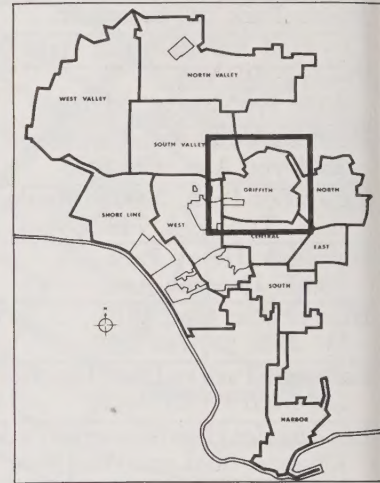 NORTH VALLEY
WEST VALLEY
SOUTH VALLEY
GRIFFITH
NORTH
SHORE LINE
WEST
CENTRAL
EAST
SOUTH
N
HARBOR